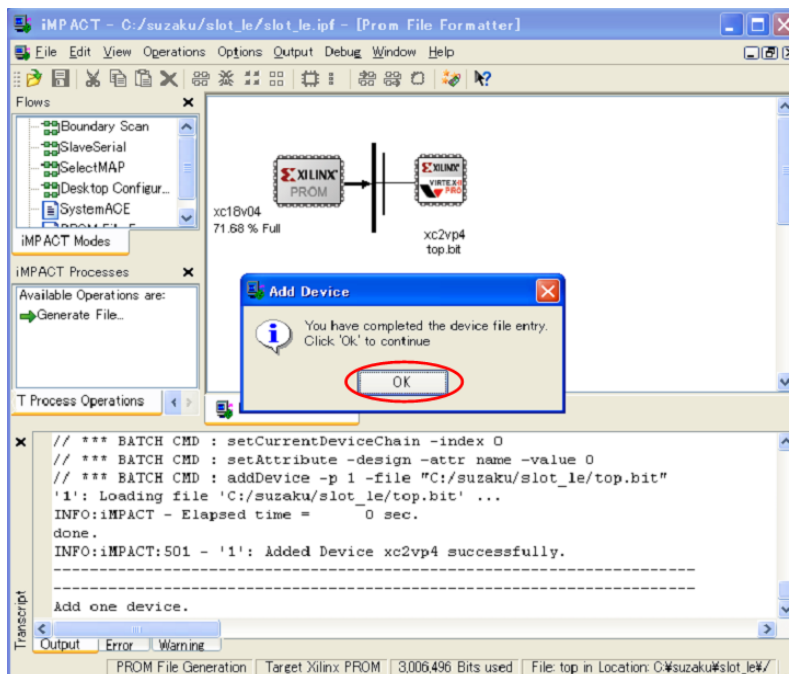 iMPACT - C:/suzaku/slot_le/slot_le.ipf - [Prom File Formatter]
File Edit View Operations Options Output Debug Window Help
Flows
Boundary Scan
SlaveSerial
SelectMAP
Desktop Configur...
SystemACE
iMPACT Modes
XILINX
PROM
xc18v04
71.68 % Full
XILINX
VIRTEX-II
PRO
xc2vp4
top.bit
iMPACT Processes
Available Operations are:
Generate File...
T Process Operations
Add Device
You have completed the device file entry.
Click 'Ok' to continue
OK
// *** BATCH CMD : setCurrentDeviceChain -index 0
// *** BATCH CMD : setAttribute -design -attr name -value 0
// *** BATCH CMD : addDevice -p 1 -file "C:/suzaku/slot_le/top.bit"
'1': Loading file 'C:/suzaku/slot_le/top.bit' ...
INFO:iMPACT - Elapsed time =      0 sec.
done.
INFO:iMPACT:501 - '1': Added Device xc2vp4 successfully.
----------------------------------------------------------------------
----------------------------------------------------------------------
Add one device.
Transcript
Output Error Warning
PROM File Generation Target Xilinx PROM 3,006,496 Bits used File: top in Location: C:¥suzaku¥slot_le¥/